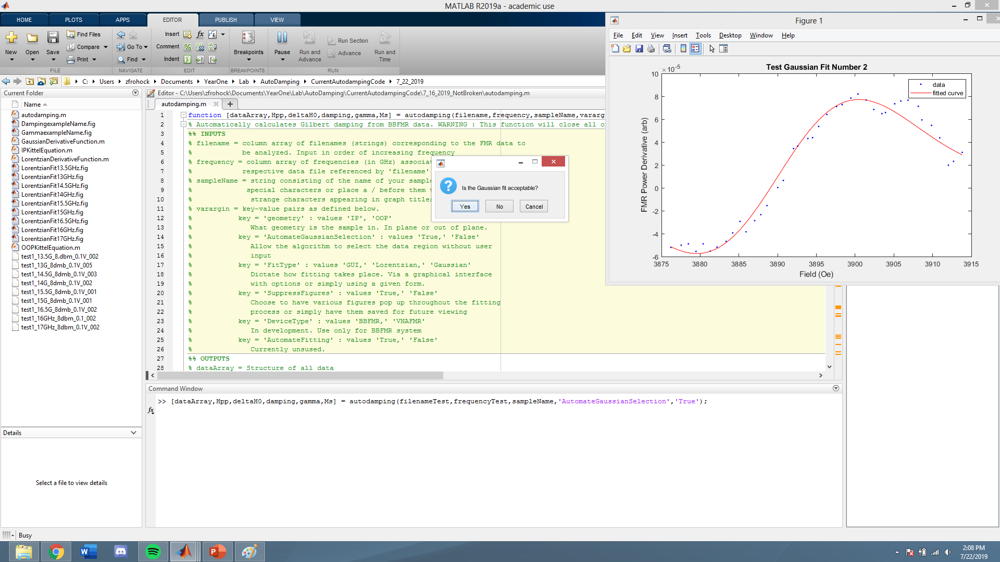 MATLAB R2019a - academic use
HOME PLOTS APPS EDITOR PUBLISH VIEW
New Open Save
Find Files
Compare
Print
FILE
Go To
Find
NAVIGATE
Insert
Comment
Indent
EDIT
Breakpoints
BREAKPOINTS
Pause
Run and Advance
Run Section
Advance
Run and Time
RUN
C: Users zfrohock Documents YearOne Lab AutoDamping CurrentAutodampingCode 7_22_2019
Current Folder
Name
autodamping.m
DampingexampleName.fig
GammaexampleName.fig
GaussianDerivativeFunction.m
IPKittelEquation.m
LorentzianDerivativeFunction.m
LorentzianFit13.5GHz.fig
LorentzianFit13GHz.fig
LorentzianFit14.5GHz.fig
LorentzianFit14GHz.fig
LorentzianFit15.5GHz.fig
LorentzianFit15GHz.fig
LorentzianFit16.5GHz.fig
LorentzianFit16GHz.fig
LorentzianFit17GHz.fig
OOPKittelEquation.m
test1_13.5G_8.dbm_0.1V_002
test1_13G_8dmb_0.1V_005
test1_14.5G_8dmb_0.1V_003
test1_14G_8dmb_0.1V_002
test1_15.5G_8dmb_0.1V_001
test1_15G_8dmb_0.1V_001
test1_16.5G_8dmb_0.1V_002
test1_16GHz_8dbm_0.1_002
test1_17GHz_8dbm_0.1V_002
Details
Select a file to view details
Editor - C:\Users\zfrohock\Documents\YearOne\Lab\AutoDamping\CurrentAutodampingCode\7_16_2019_NotBroken\autodamping.m
autodamping.m
1 function [dataArray,Hpp,deltaH0,damping,gamma,Ms] = autodamping(filename,frequency,sampleName,vararg
2 % Automatically calculates Gilbert damping from BBFMR data. WARNING : This function will close all o
3 %% INPUTS
4 % filename = column array of filenames (strings) corresponding to the FMR data to
5 % be analyzed. Input in order of increasing frequency
6 % frequency = column array of frequencies (in GHz) associa
7 % respective data file referenced by 'filename'
8 % sampleName = string consisting of the name of your sampl
9 % special characters or place a / before them t
10 % strange characters appearing in graph titles
11 % varargin = key-value pairs as defined below.
12 % key = 'geometry' : values 'IP', 'OOP'
13 % What geometry is the sample in. In plane or out of plane.
14 % key = 'AutomateGaussianSelection' : values 'True,' 'False'
15 % Allow the algorithm to select the data region without user
16 % input
17 % key = 'FitType' : values 'GUI,' 'Lorentzian,' 'Gaussian'
18 % Dictate how fitting takes place. Via a graphical interface
19 % with options or simply using a given form.
20 % key = 'SuppressFigures' : values 'True,' 'False'
21 % Choose to have various figures pop up throughout the fitting
22 % process or simply have them saved for future viewing
23 % key = 'DeviceType' : values 'BBFMR,' 'VNAFMR'
24 % In development. Use only for BBFMR system
25 % key = 'AutomateFitting' : values 'True,' 'False'
26 % Currently unsused.
27 %% OUTPUTS
28 % dataArray = Structure of all data
Is the Gaussian fit acceptable?
Yes No Cancel
Figure 1
File Edit View Insert Tools Desktop Window Help
Test Gaussian Fit Number 2
×10-5
data
fitted curve
10
8
6
4
2
0
-2
-4
-6
FMR Power Derivative (arb)
3875 3880 3885 3890 3895 3900 3905 3910 3915
Field (Oe)
Command Window
fx >> [dataArray,Hpp,deltaH0,damping,gamma,Ms] = autodamping(filenameTest,frequencyTest,sampleName,'AutomateGaussianSelection','True');
Busy
2:08 PM
7/22/2019